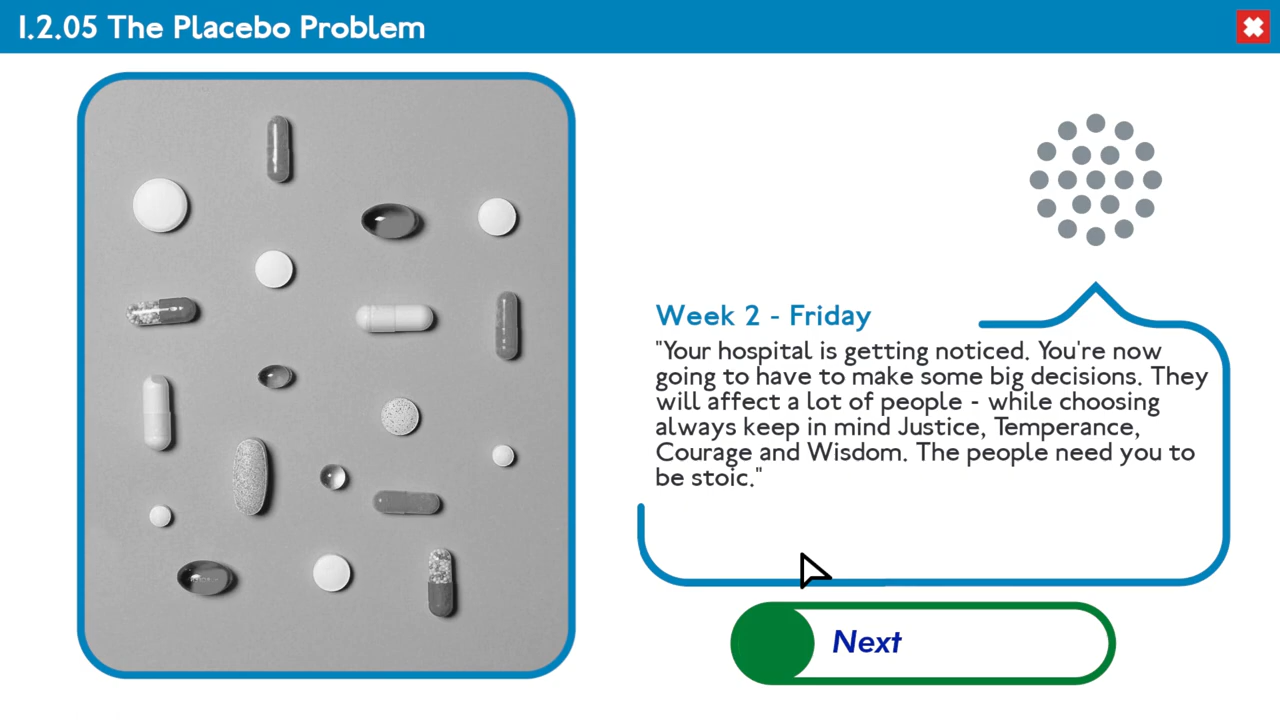 1.2.05 The Placebo Problem
Week 2 - Friday
"Your hospital is getting noticed. You're now
going to have to make some big decisions. They
will affect a lot of people - while choosing
always keep in mind Justice, Temperance,
Courage and Wisdom. The people need you to
be stoic."
Next